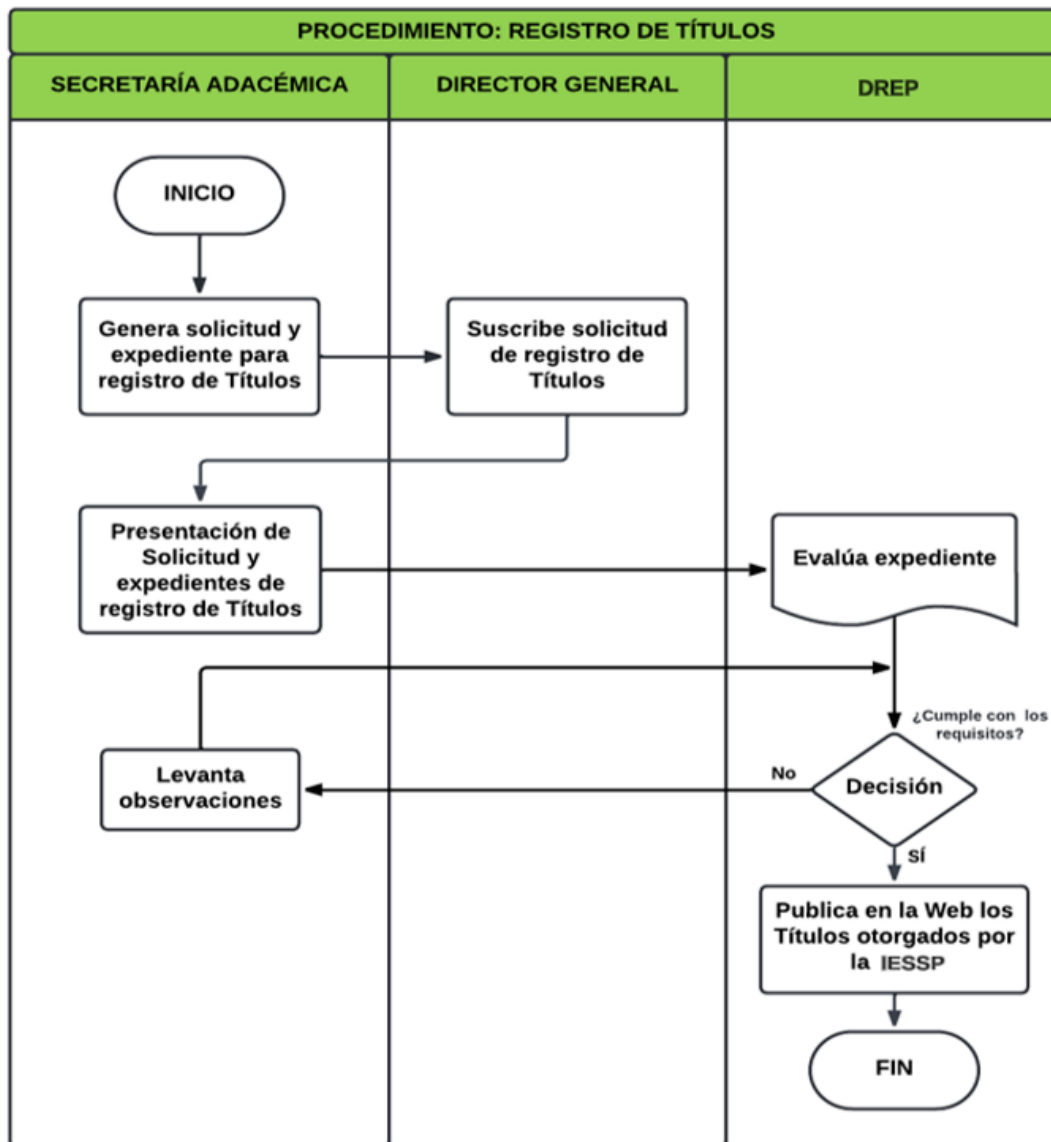 PROCEDIMIENTO: REGISTRO DE TÍTULOS
SECRETARÍA ADACÉMICA
DIRECTOR GENERAL
DREP
INICIO
Genera solicitud y
expediente para
registro de Títulos
Suscribe solicitud
de registro de
Títulos
Presentación de
Solicitud y
expedientes de
registro de Títulos
Evalúa expediente
¿Cumple con los
requisitos?
Decisión
No
Levanta
observaciones
SÍ
Publica en la Web los
Títulos otorgados por
la IESSP
FIN